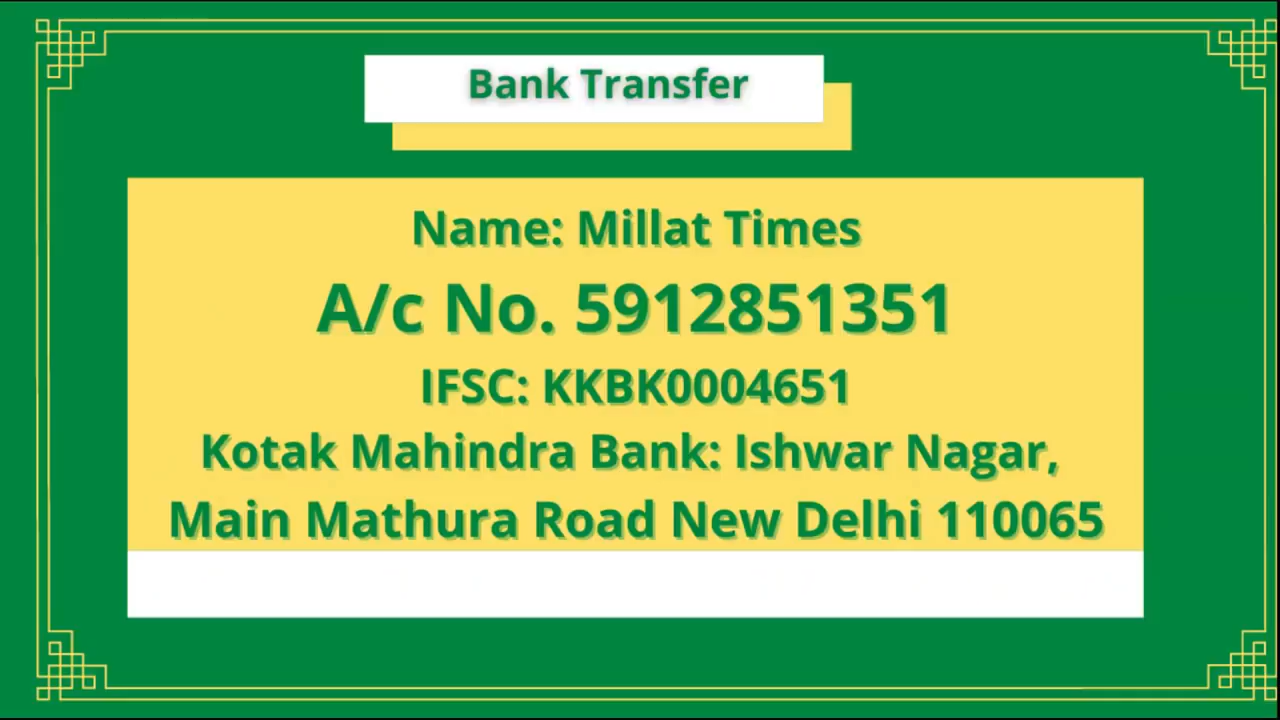 Bank Transfer
Name: Millat Times
A/c No. 5912851351
IFSC: KKBK0004651
Kotak Mahindra Bank: Ishwar Nagar,
Main Mathura Road New Delhi 110065